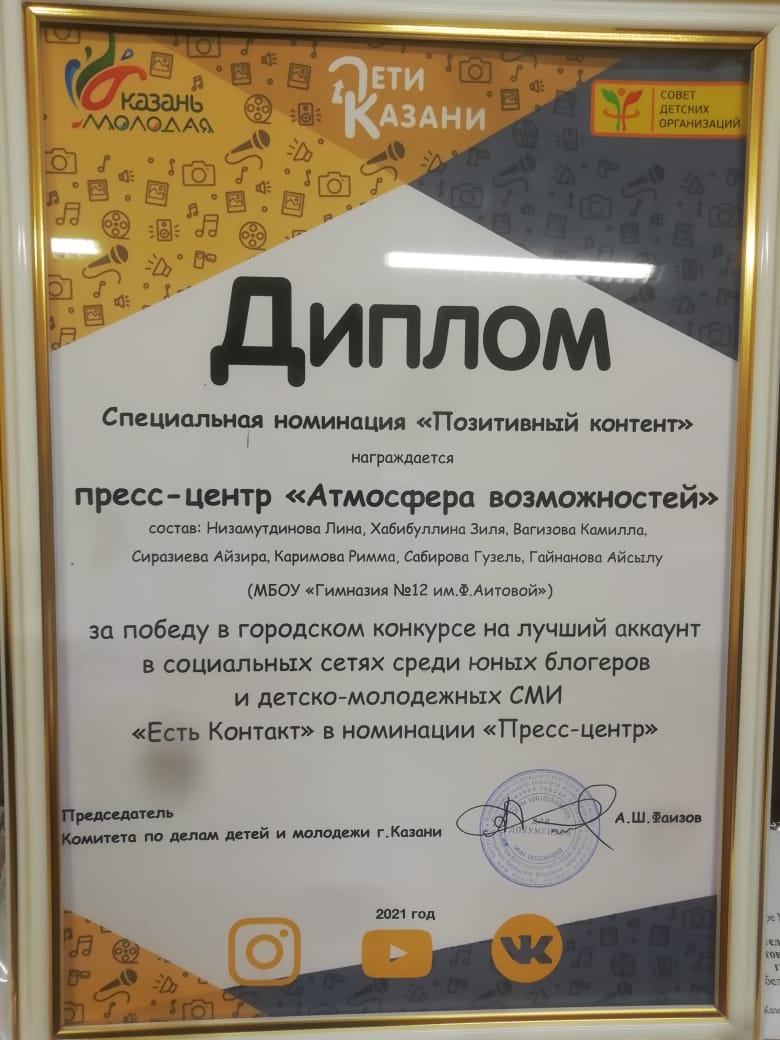 казань
молодая
Дети
Казани
СОВЕТ
ДЕТСКИХ
ОРГАНИЗАЦИЙ
Диплом
Специальная номинация «Позитивный контент»
награждается
пресс-центр «Атмосфера возможностей»
состав: Низамутдинова Лина, Хабибуллина Зиля, Вагизова Камилла,
Сиразиева Айзира, Каримова Римма, Сабирова Гузель, Гайнанова Айсылу
(МБОУ «Гимназия №12 им.Ф.Аитовой»)
за победу в городском конкурсе на лучший аккаунт
в социальных сетях среди юных блогеров
и детско-молодежных СМИ
«Есть Контакт» в номинации «Пресс-центр»
Председатель
Комитета по делам детей и молодежи г.Казани
А.Ш.Фаизов
для
ДОКУМЕНТОВ
2021 год